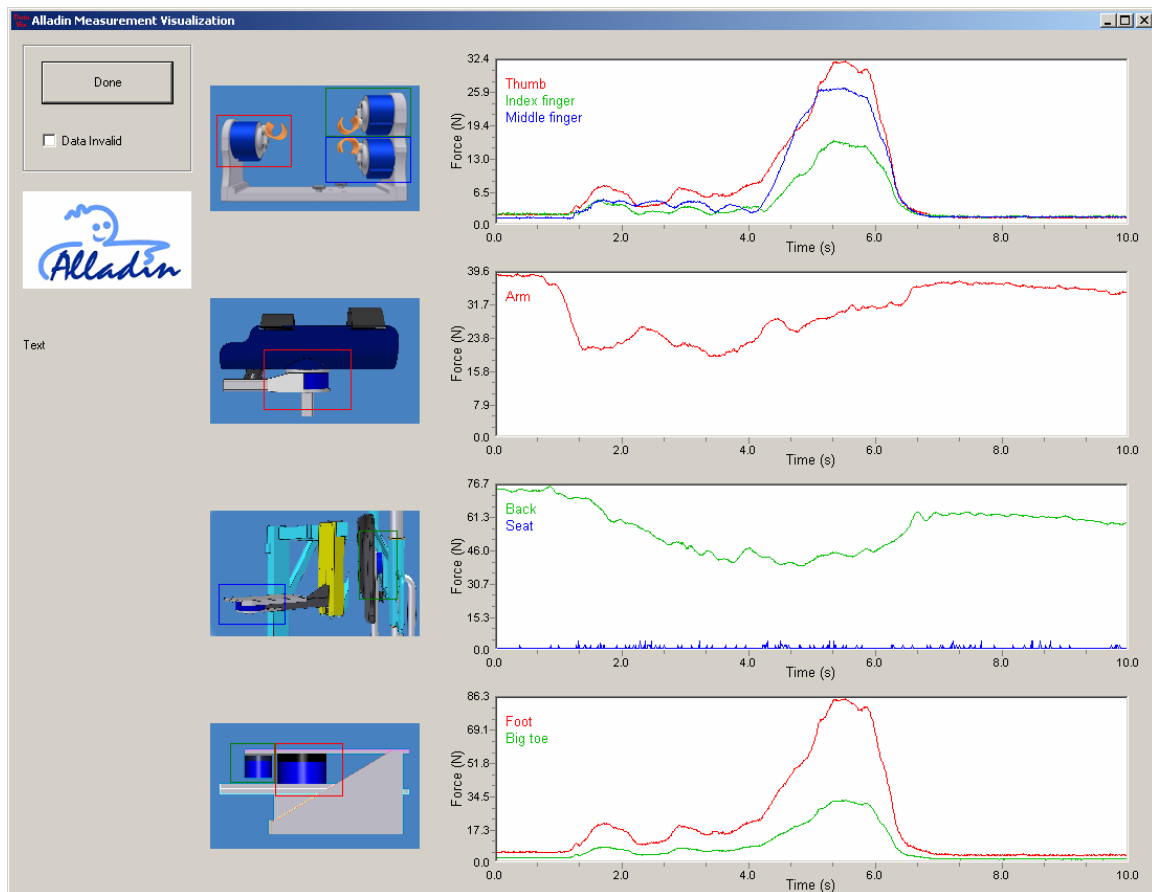 Data Vis Alladin Measurement Visualization
Done
Data Invalid
Alladin
Text
Force (N)
32.4
25.9
19.4
13.0
6.5
0.0
Thumb
Index finger
Middle finger
0.0 2.0 4.0 6.0 8.0 10.0
Time (s)
Force (N)
39.6
31.7
23.8
15.8
7.9
0.0
Arm
0.0 2.0 4.0 6.0 8.0 10.0
Time (s)
Force (N)
76.7
61.3
46.0
30.7
15.3
0.0
Back
Seat
0.0 2.0 4.0 6.0 8.0 10.0
Time (s)
Force (N)
86.3
69.1
51.8
34.5
17.3
0.0
Foot
Big toe
0.0 2.0 4.0 6.0 8.0 10.0
Time (s)